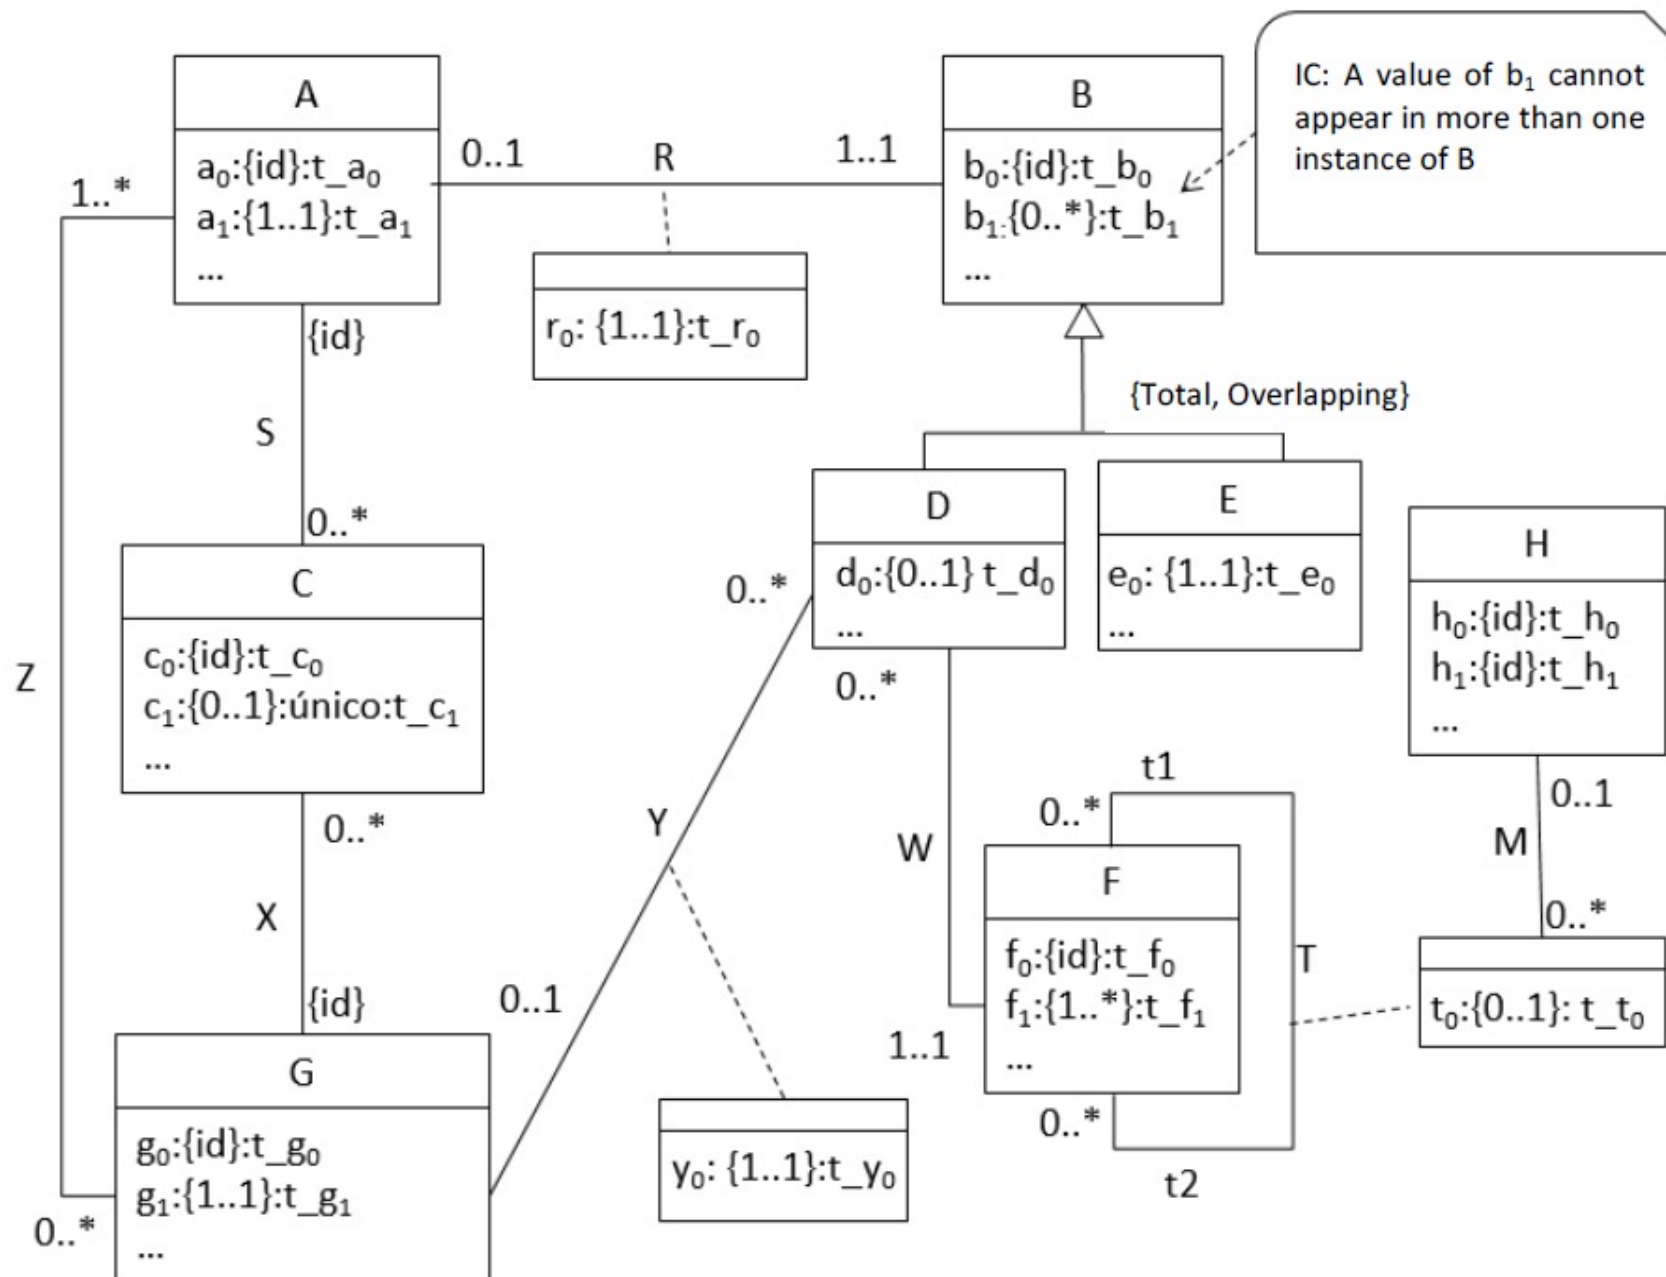 A
a₀:{id}:t_a₀
a₁:{1..1}:t_a₁
...
0..1
R
1..1
B
b₀:{id}:t_b₀
b₁:{0..*}:t_b₁
...
IC: A value of b₁ cannot
appear in more than one
instance of B
1..*
r₀: {1..1}:t_r₀
{id}
S
0..*
{Total, Overlapping}
C
c₀:{id}:t_c₀
c₁:{0..1}:único:t_c₁
...
D
d₀:{0..1} t_d₀
...
E
e₀: {1..1}:t_e₀
...
H
h₀:{id}:t_h₀
h₁:{id}:t_h₁
...
0..*
0..*
Z
0..*
X
{id}
Y
0..1
W
1..1
t1
0..*
F
f₀:{id}:t_f₀
f₁:{1..*}:t_f₁
...
T
0..*
t2
0..1
M
0..*
t₀:{0..1}: t_t₀
G
g₀:{id}:t_g₀
g₁:{1..1}:t_g₁
...
0..*
y₀: {1..1}:t_y₀